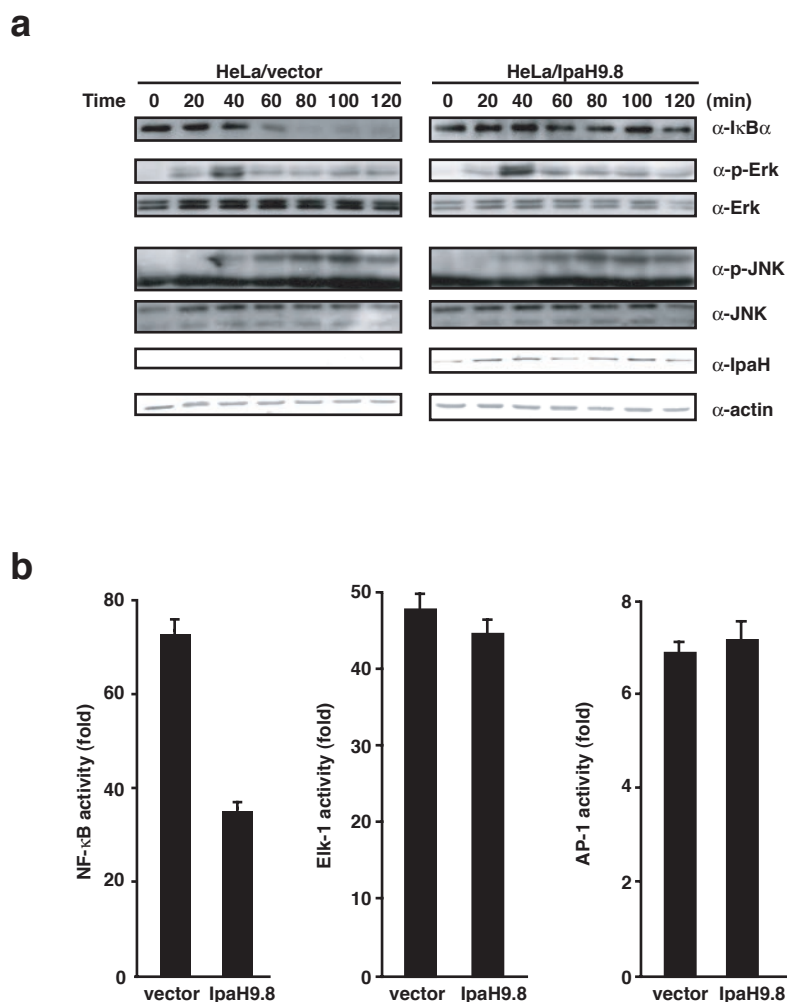 a
HeLa/vector HeLa/IpaH9.8
Time 0 20 40 60 80 100 120 0 20 40 60 80 100 120 (min)
α-IκBα
α-p-Erk
α-Erk
α-p-JNK
α-JNK
α-IpaH
α-actin
b
NF-κB activity (fold)
80
60
40
20
0
vector IpaH9.8
Elk-1 activity (fold)
50
40
30
20
10
0
vector IpaH9.8
AP-1 activity (fold)
8
6
4
2
0
vector IpaH9.8